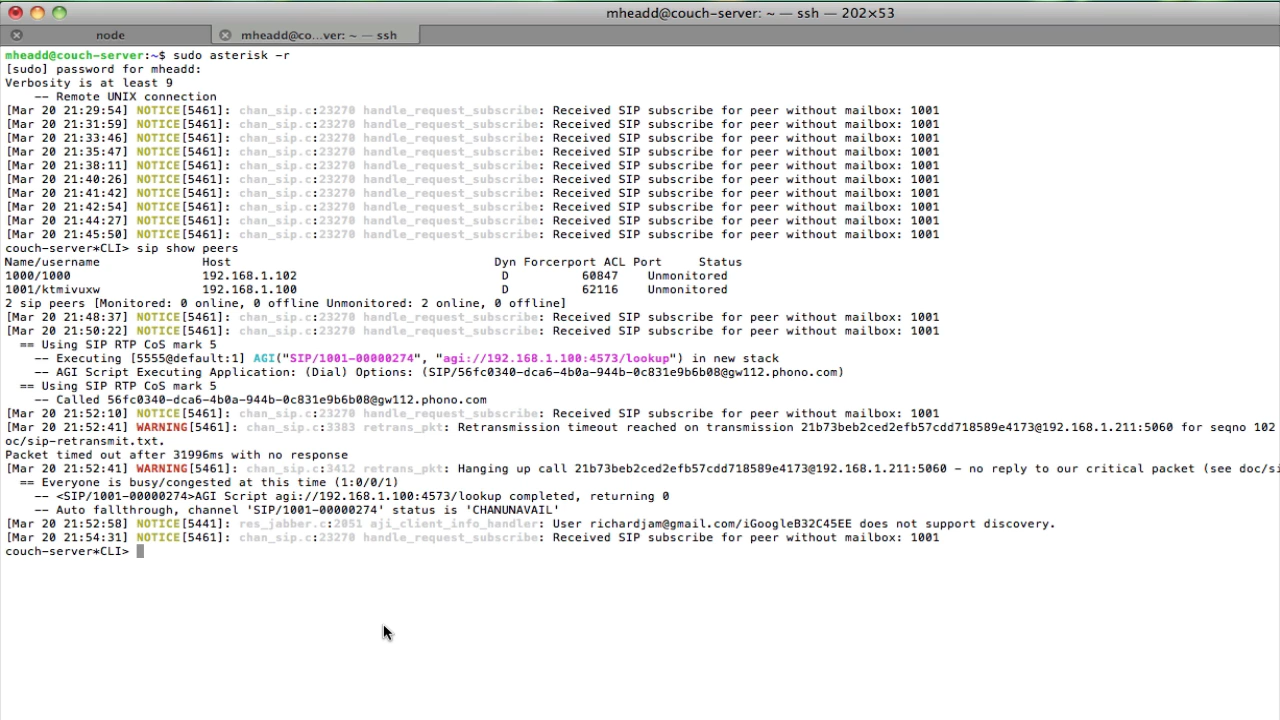 mheadd@couch-server: ~ — ssh — 202×53
node
mheadd@co...ver: ~ — ssh
mheadd@couch-server:~$ sudo asterisk -r
[sudo] password for mheadd:
Verbosity is at least 9
    -- Remote UNIX connection
[Mar 20 21:29:54] NOTICE[5461]: chan_sip.c:23270 handle_request_subscribe: Received SIP subscribe for peer without mailbox: 1001
[Mar 20 21:31:59] NOTICE[5461]: chan_sip.c:23270 handle_request_subscribe: Received SIP subscribe for peer without mailbox: 1001
[Mar 20 21:33:46] NOTICE[5461]: chan_sip.c:23270 handle_request_subscribe: Received SIP subscribe for peer without mailbox: 1001
[Mar 20 21:35:47] NOTICE[5461]: chan_sip.c:23270 handle_request_subscribe: Received SIP subscribe for peer without mailbox: 1001
[Mar 20 21:38:11] NOTICE[5461]: chan_sip.c:23270 handle_request_subscribe: Received SIP subscribe for peer without mailbox: 1001
[Mar 20 21:40:26] NOTICE[5461]: chan_sip.c:23270 handle_request_subscribe: Received SIP subscribe for peer without mailbox: 1001
[Mar 20 21:41:42] NOTICE[5461]: chan_sip.c:23270 handle_request_subscribe: Received SIP subscribe for peer without mailbox: 1001
[Mar 20 21:42:54] NOTICE[5461]: chan_sip.c:23270 handle_request_subscribe: Received SIP subscribe for peer without mailbox: 1001
[Mar 20 21:44:27] NOTICE[5461]: chan_sip.c:23270 handle_request_subscribe: Received SIP subscribe for peer without mailbox: 1001
[Mar 20 21:45:50] NOTICE[5461]: chan_sip.c:23270 handle_request_subscribe: Received SIP subscribe for peer without mailbox: 1001
couch-server*CLI> sip show peers
Name/username              Host                                    Dyn Forcerport ACL Port     Status
1000/1000                  192.168.1.102                            D          60847    Unmonitored
1001/ktmivuxw              192.168.1.100                            D          62116    Unmonitored
2 sip peers [Monitored: 0 online, 0 offline Unmonitored: 2 online, 0 offline]
[Mar 20 21:48:37] NOTICE[5461]: chan_sip.c:23270 handle_request_subscribe: Received SIP subscribe for peer without mailbox: 1001
[Mar 20 21:50:22] NOTICE[5461]: chan_sip.c:23270 handle_request_subscribe: Received SIP subscribe for peer without mailbox: 1001
  == Using SIP RTP CoS mark 5
    -- Executing [5555@default:1] AGI("SIP/1001-00000274", "agi://192.168.1.100:4573/lookup") in new stack
    -- AGI Script Executing Application: (Dial) Options: (SIP/56fc0340-dca6-4b0a-944b-0c831e9b6b08@gw112.phono.com)
  == Using SIP RTP CoS mark 5
    -- Called 56fc0340-dca6-4b0a-944b-0c831e9b6b08@gw112.phono.com
[Mar 20 21:52:10] NOTICE[5461]: chan_sip.c:23270 handle_request_subscribe: Received SIP subscribe for peer without mailbox: 1001
[Mar 20 21:52:41] WARNING[5461]: chan_sip.c:3383 retrans_pkt: Retransmission timeout reached on transmission 21b73beb2ced2efb57cdd718589e4173@192.168.1.211:5060 for seqno 102
oc/sip-retransmit.txt.
Packet timed out after 31996ms with no response
[Mar 20 21:52:41] WARNING[5461]: chan_sip.c:3412 retrans_pkt: Hanging up call 21b73beb2ced2efb57cdd718589e4173@192.168.1.211:5060 - no reply to our critical packet (see doc/si
  == Everyone is busy/congested at this time (1:0/0/1)
    -- <SIP/1001-00000274>AGI Script agi://192.168.1.100:4573/lookup completed, returning 0
    -- Auto fallthrough, channel 'SIP/1001-00000274' status is 'CHANUNAVAIL'
[Mar 20 21:52:58] NOTICE[5441]: res_jabber.c:2051 aji_client_info_handler: User richardjam@gmail.com/iGoogleB32C45EE does not support discovery.
[Mar 20 21:54:31] NOTICE[5461]: chan_sip.c:23270 handle_request_subscribe: Received SIP subscribe for peer without mailbox: 1001
couch-server*CLI>